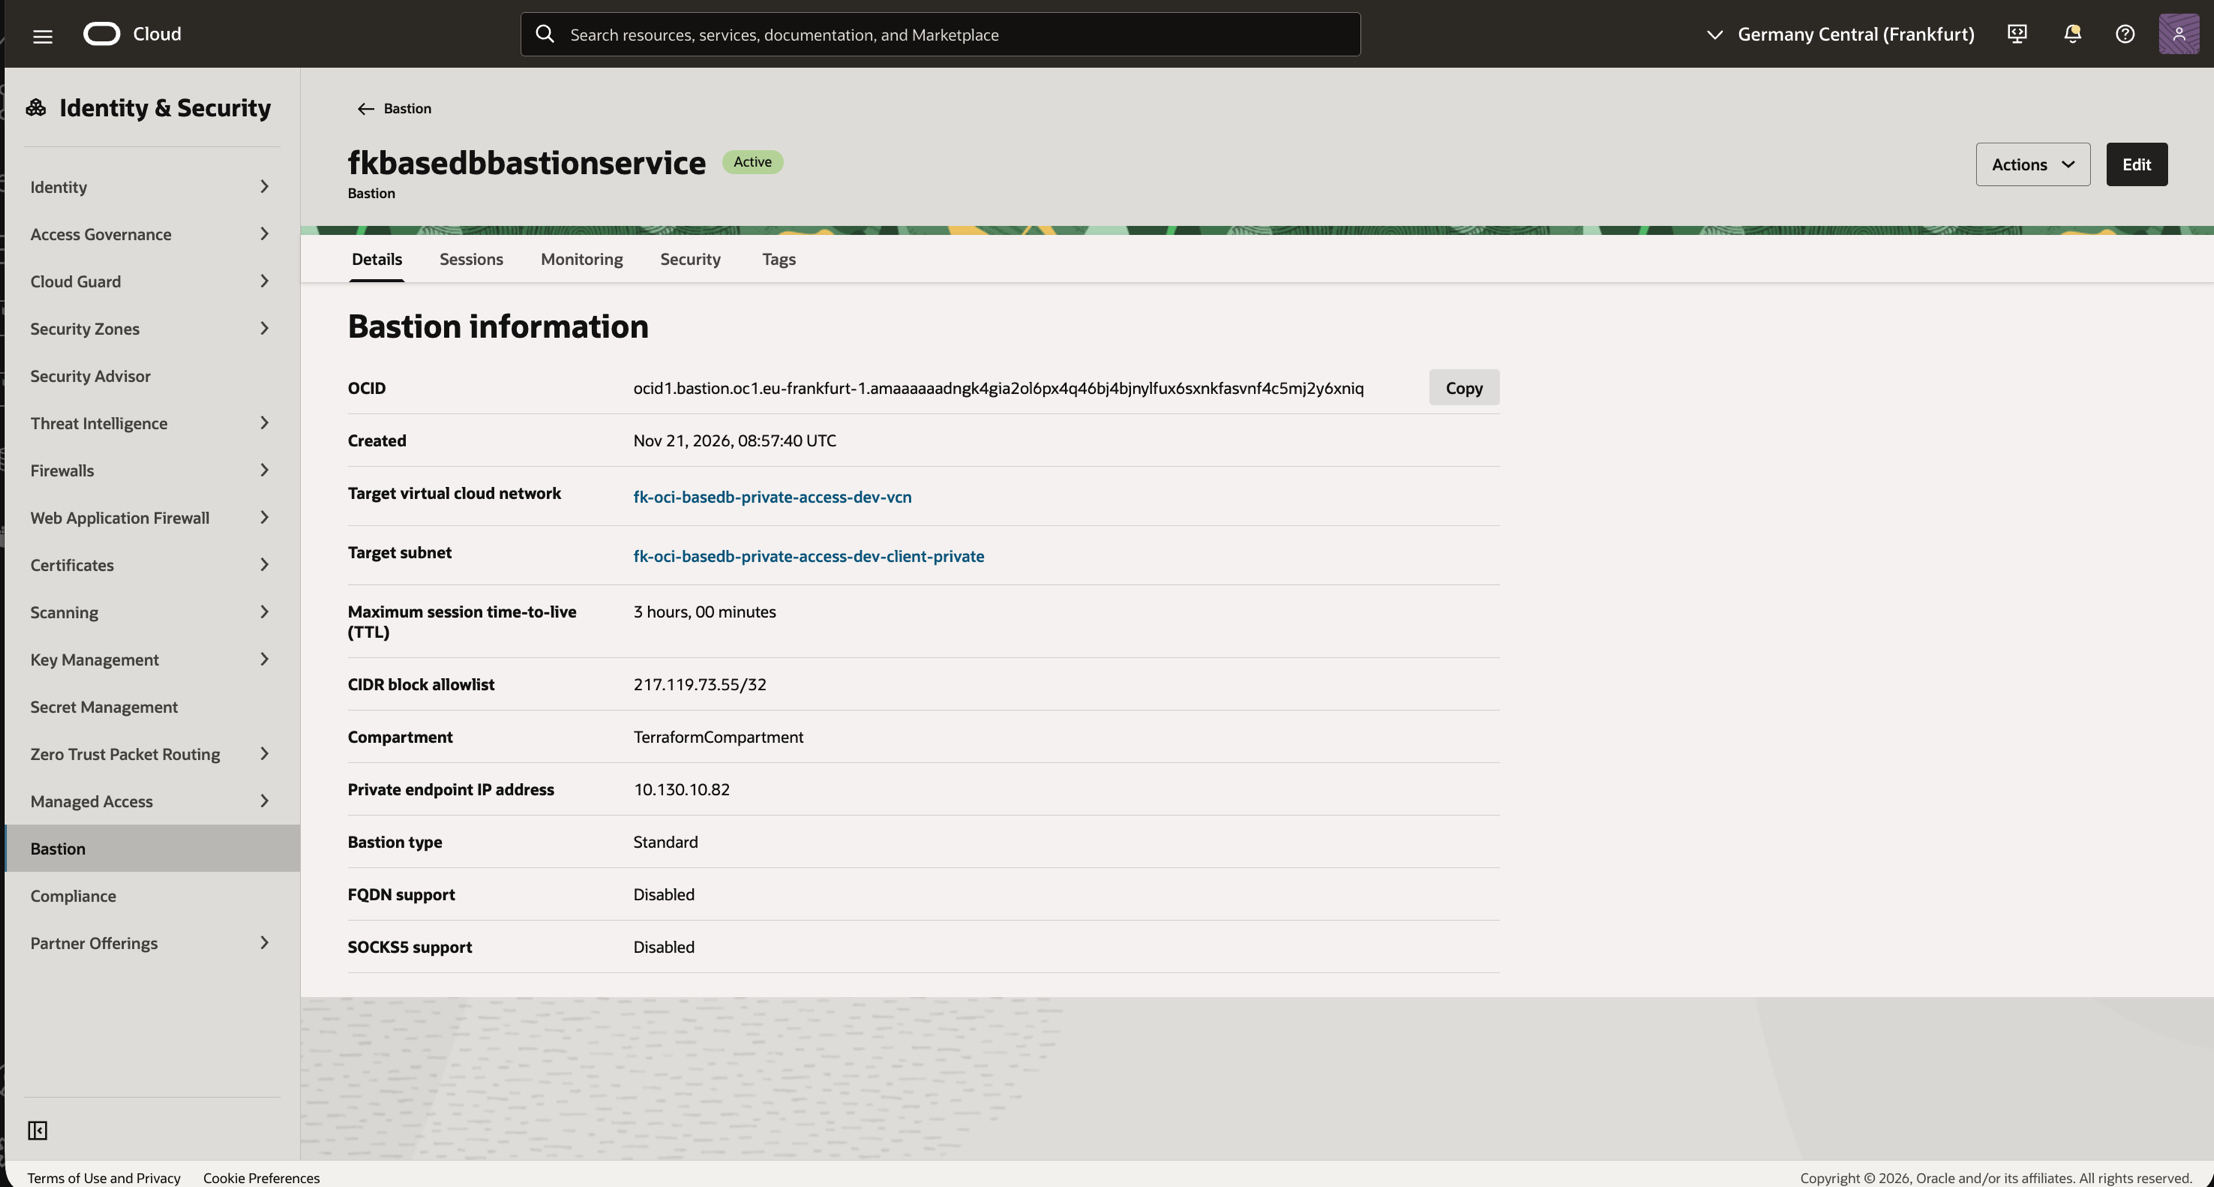 Cloud
Search resources, services, documentation, and Marketplace
Germany Central (Frankfurt)
Identity & Security
Identity
Access Governance
Cloud Guard
Security Zones
Security Advisor
Threat Intelligence
Firewalls
Web Application Firewall
Certificates
Scanning
Key Management
Secret Management
Zero Trust Packet Routing
Managed Access
Bastion
Compliance
Partner Offerings
Bastion
fkbasedbbastionservice Active
Bastion
Actions Edit
Details Sessions Monitoring Security Tags
Bastion information
OCID ocid1.bastion.oc1.eu-frankfurt-1.amaaaaaadngk4gia2ol6px4q46bj4bjnylfux6sxnkfasvnf4c5mj2y6xniq Copy
Created Nov 21, 2026, 08:57:40 UTC
Target virtual cloud network fk-oci-basedb-private-access-dev-vcn
Target subnet fk-oci-basedb-private-access-dev-client-private
Maximum session time-to-live 3 hours, 00 minutes
(TTL)
CIDR block allowlist 217.119.73.55/32
Compartment TerraformCompartment
Private endpoint IP address 10.130.10.82
Bastion type Standard
FQDN support Disabled
SOCKS5 support Disabled
Terms of Use and Privacy Cookie Preferences
Copyright © 2026, Oracle and/or its affiliates. All rights reserved.